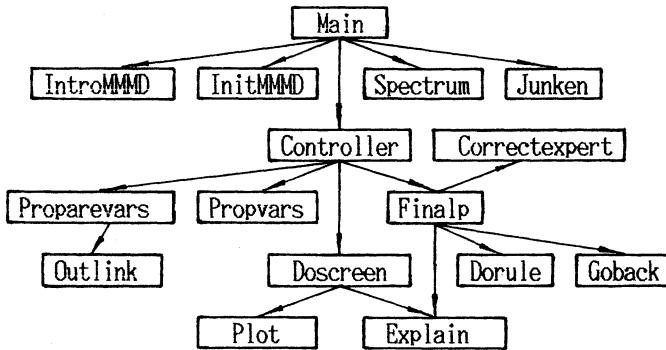 Main
IntroMMMD InitMMMD Spectrum Junken
Controller Correctexpert
Proparevars Propvars Finalp
Outlink Doscreen Dorule Goback
Plot Explain